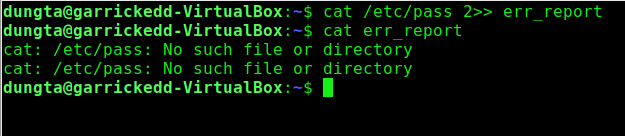 dungta@garrickedd-VirtualBox:~$ cat /etc/pass 2>> err_report
dungta@garrickedd-VirtualBox:~$ cat err_report
cat: /etc/pass: No such file or directory
cat: /etc/pass: No such file or directory
dungta@garrickedd-VirtualBox:~$